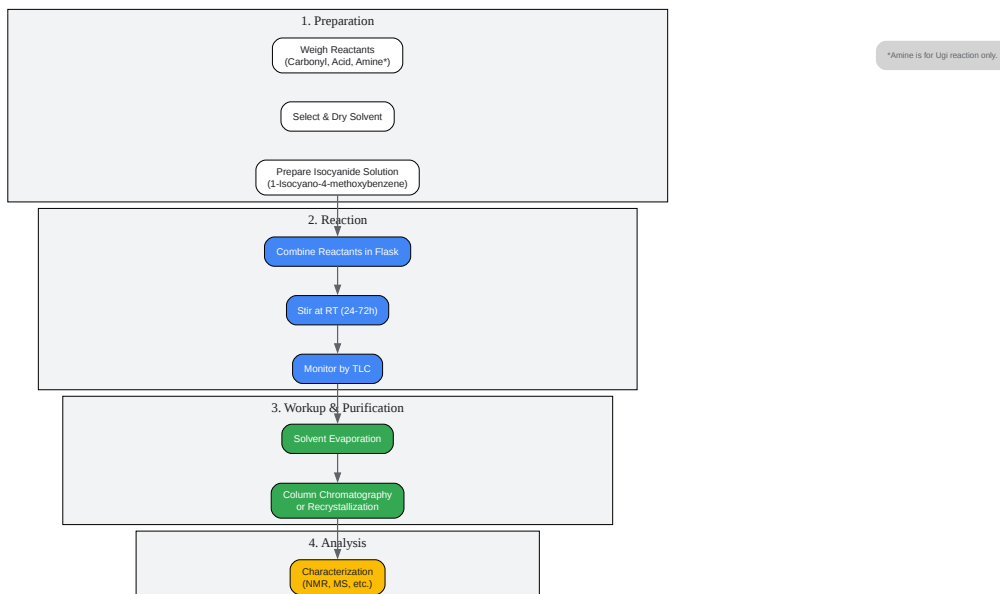 1. Preparation
Weigh Reactants
(Carbonyl, Acid, Amine*)
*Amine is for Ugi reaction only.
Select & Dry Solvent
Prepare Isocyanide Solution
(1-Isocyano-4-methoxybenzene)
2. Reaction
Combine Reactants in Flask
Stir at RT (24-72h)
Monitor by TLC
3. Workup & Purification
Solvent Evaporation
Column Chromatography
or Recrystallization
4. Analysis
Characterization
(NMR, MS, etc.)